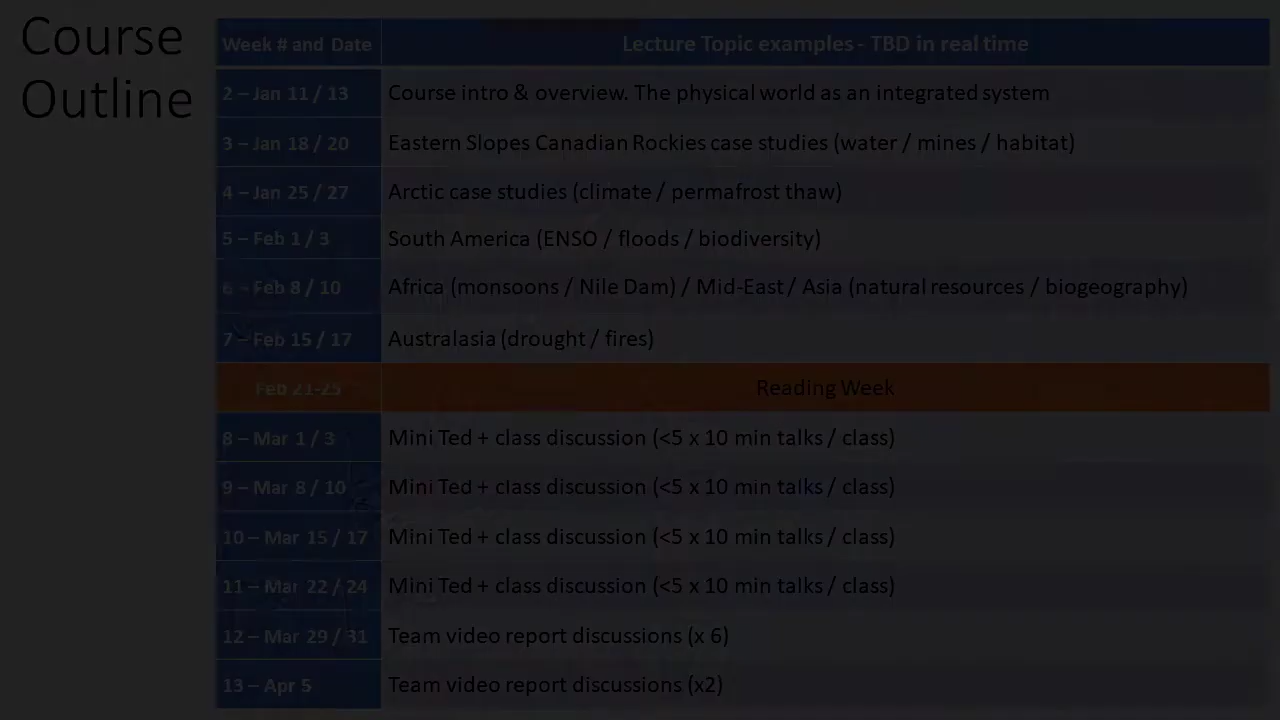 Course
Outline
Week # and Date Lecture Topic examples - TBD in real time
2 – Jan 11 / 13 Course intro & overview. The physical world as an integrated system
3 – Jan 18 / 20 Eastern Slopes Canadian Rockies case studies (water / mines / habitat)
4 – Jan 25 / 27 Arctic case studies (climate / permafrost thaw)
5 – Feb 1 / 3 South America (ENSO / floods / biodiversity)
6 – Feb 8 / 10 Africa (monsoons / Nile Dam) / Mid-East / Asia (natural resources / biogeography)
7 – Feb 15 / 17 Australasia (drought / fires)
Feb 21-25 Reading Week
8 – Mar 1 / 3 Mini Ted + class discussion (<5 x 10 min talks / class)
9 – Mar 8 / 10 Mini Ted + class discussion (<5 x 10 min talks / class)
10 – Mar 15 / 17 Mini Ted + class discussion (<5 x 10 min talks / class)
11 – Mar 22 / 24 Mini Ted + class discussion (<5 x 10 min talks / class)
12 – Mar 29 / 31 Team video report discussions (x 6)
13 – Apr 5 Team video report discussions (x2)